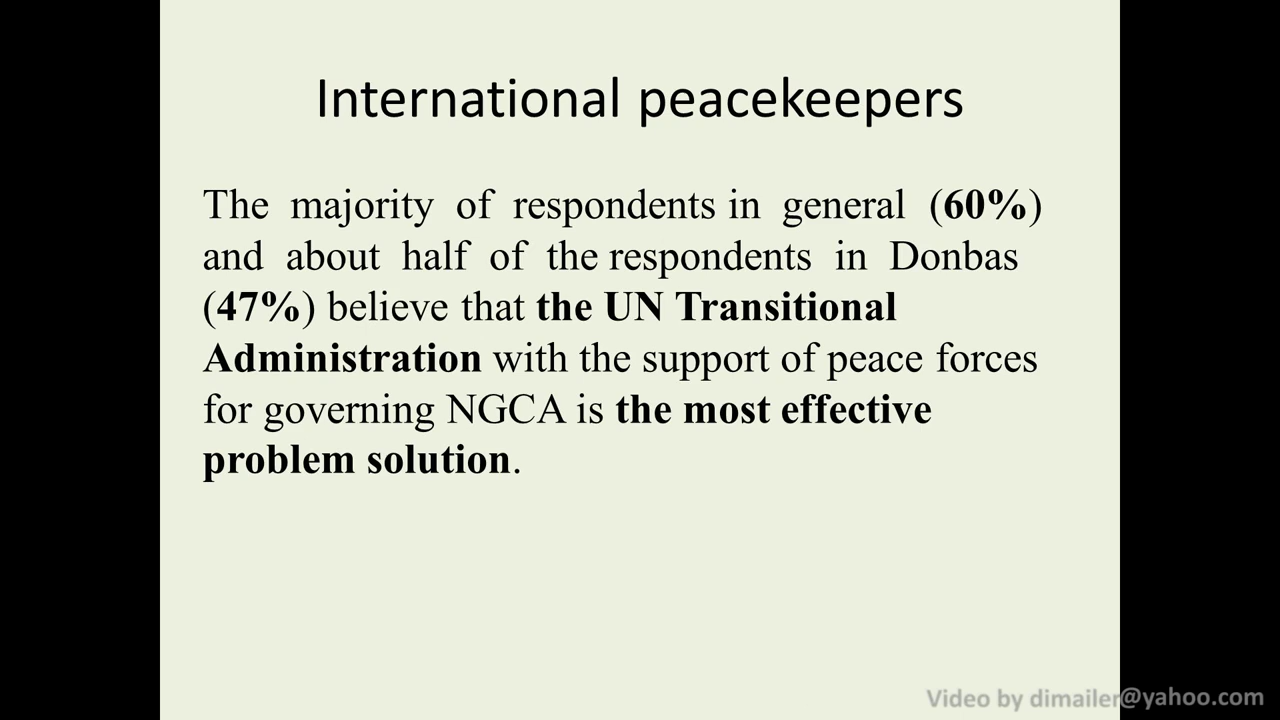 International peacekeepers
The majority of respondents in general (60%)
and about half of the respondents in Donbas
(47%) believe that the UN Transitional
Administration with the support of peace forces
for governing NGCA is the most effective
problem solution.
Video by dimailer@yahoo.com